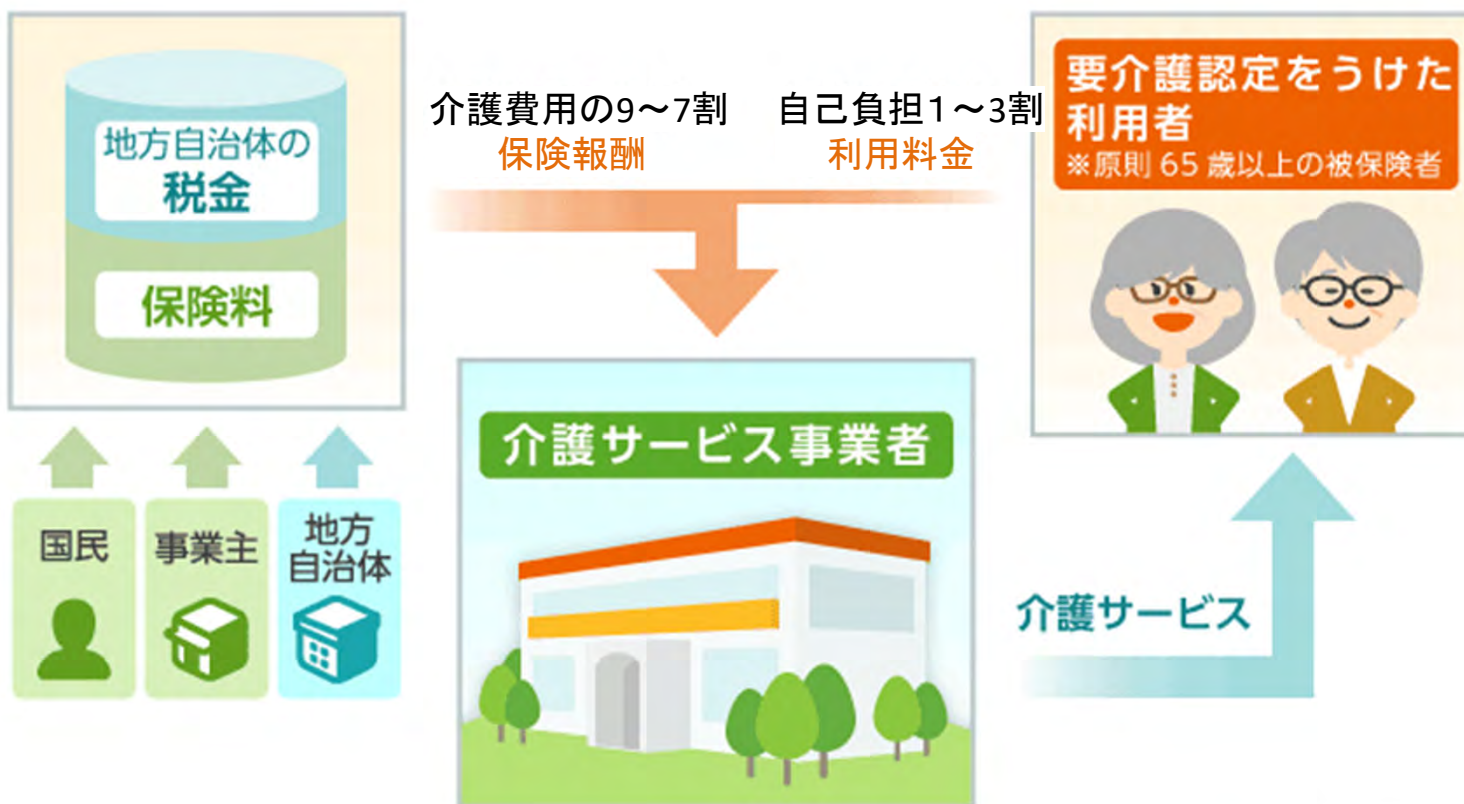 地方自治体の
税金
保険料
国民
事業主
地方
自治体
介護費用の9～7割
保険報酬
自己負担１～3割
利用料金
介護サービス事業者
要介護認定をうけた
利用者
※原則 65 歳以上の被保険者
介護サービス